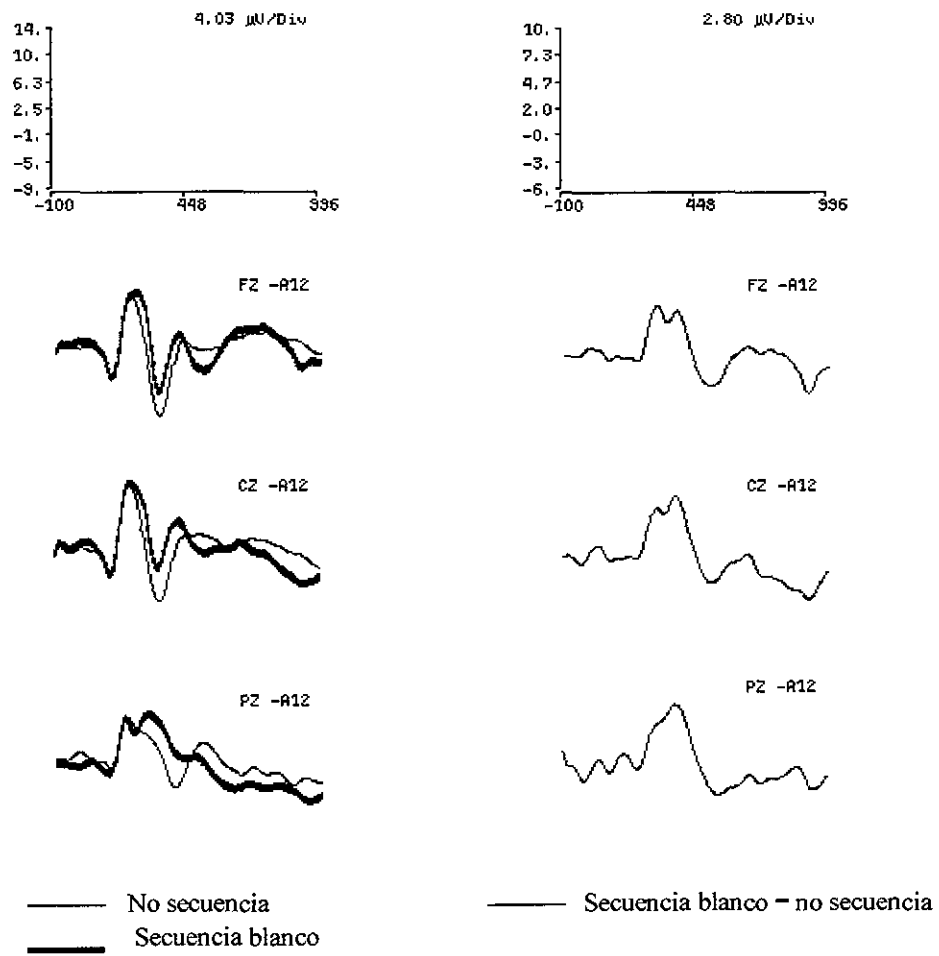 4.03 µV/Div
14.
10.
6.3
2.5
-1.
-5.
-9.
-100 448 996
2.80 µV/Div
10.
7.3
4.7
2.0
-0.
-3.
-6.
-100 448 996
FZ -A12
FZ -A12
CZ -A12
CZ -A12
PZ -A12
PZ -A12
No secuencia
Secuencia blanco
Secuencia blanco - no secuencia